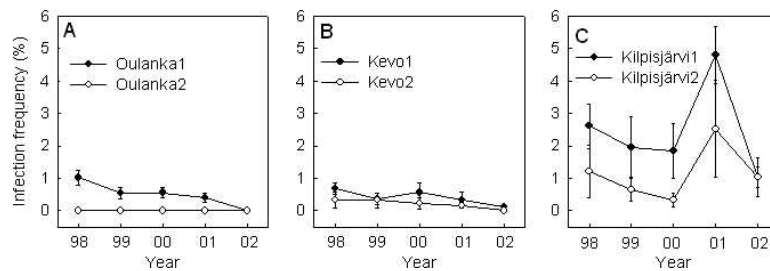 A
Oulanka1
Oulanka2
Infection frequency (%)
6
5
4
3
2
1
0
98 99 00 01 02
Year
B
Kevo1
Kevo2
6
5
4
3
2
1
0
98 99 00 01 02
Year
C
Kilpisjärvi1
Kilpisjärvi2
6
5
4
3
2
1
0
98 99 00 01 02
Year